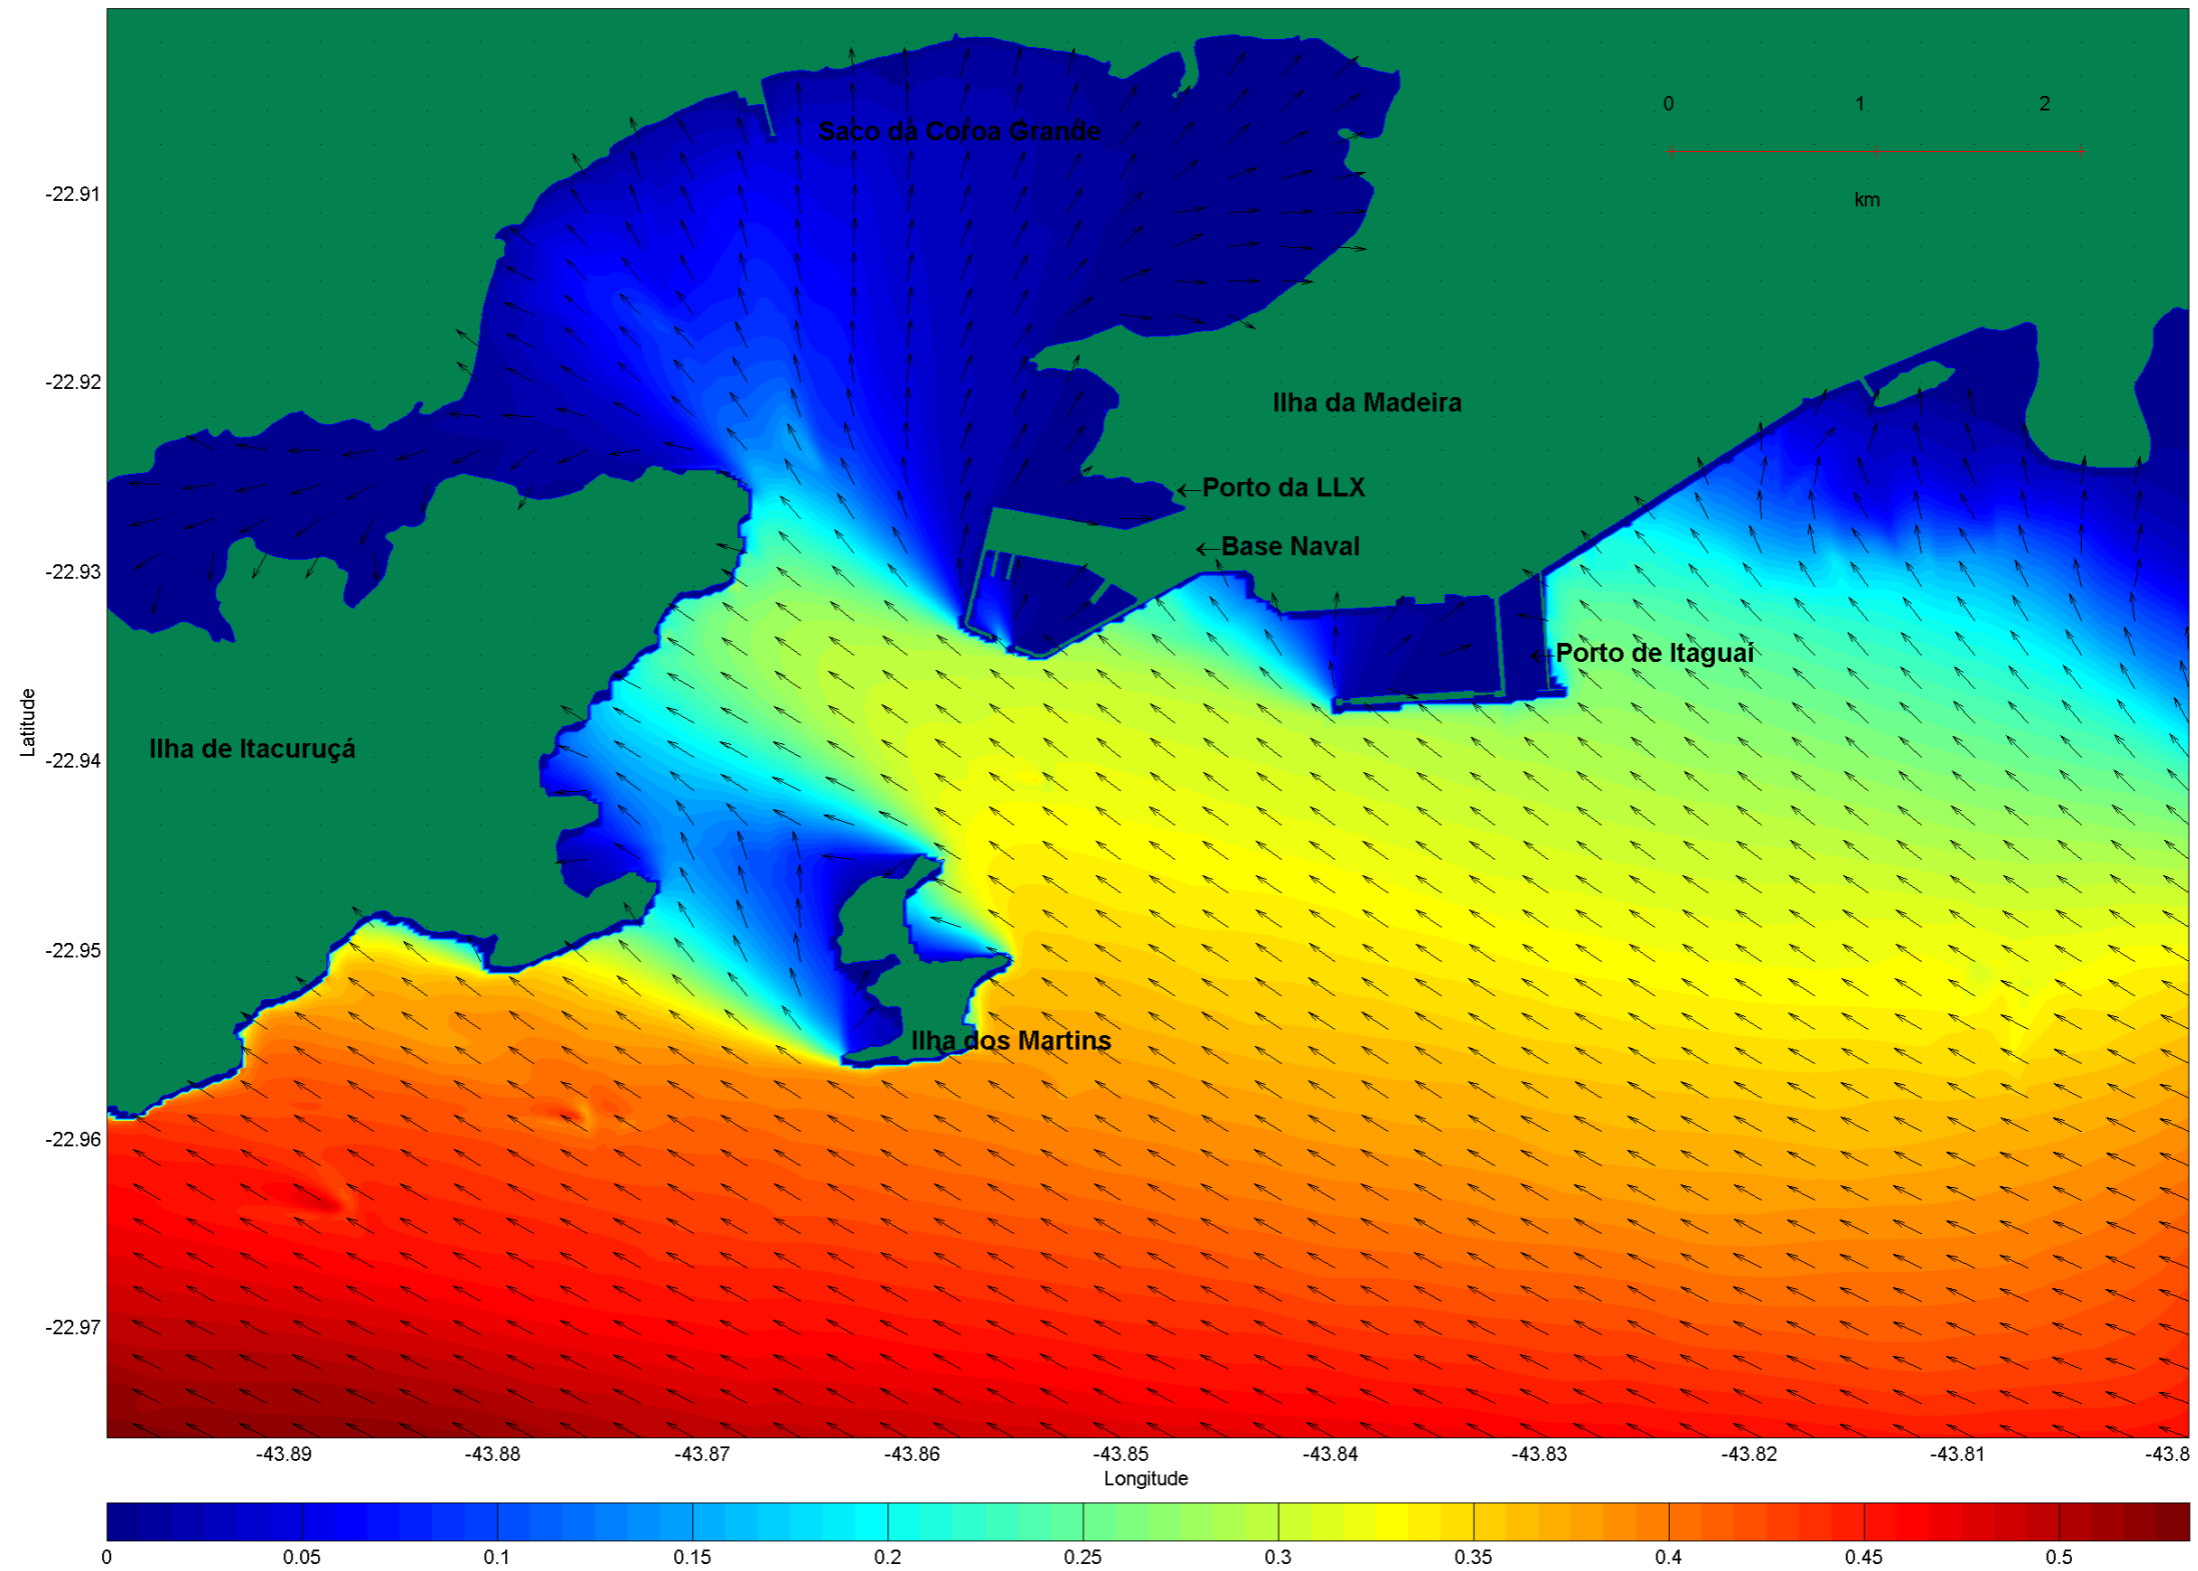 Saco da Coroa Grande
0 1 2
km
-22.91
-22.92
Ilha da Madeira
←Porto da LLX
←Base Naval
-22.93
←Porto de Itaguaí
Latitude
Ilha de Itacuruçá
-22.94
-22.95
Ilha dos Martins
-22.96
-22.97
-43.89 -43.88 -43.87 -43.86 -43.85 -43.84 -43.83 -43.82 -43.81 -43.8
Longitude
0 0.05 0.1 0.15 0.2 0.25 0.3 0.35 0.4 0.45 0.5